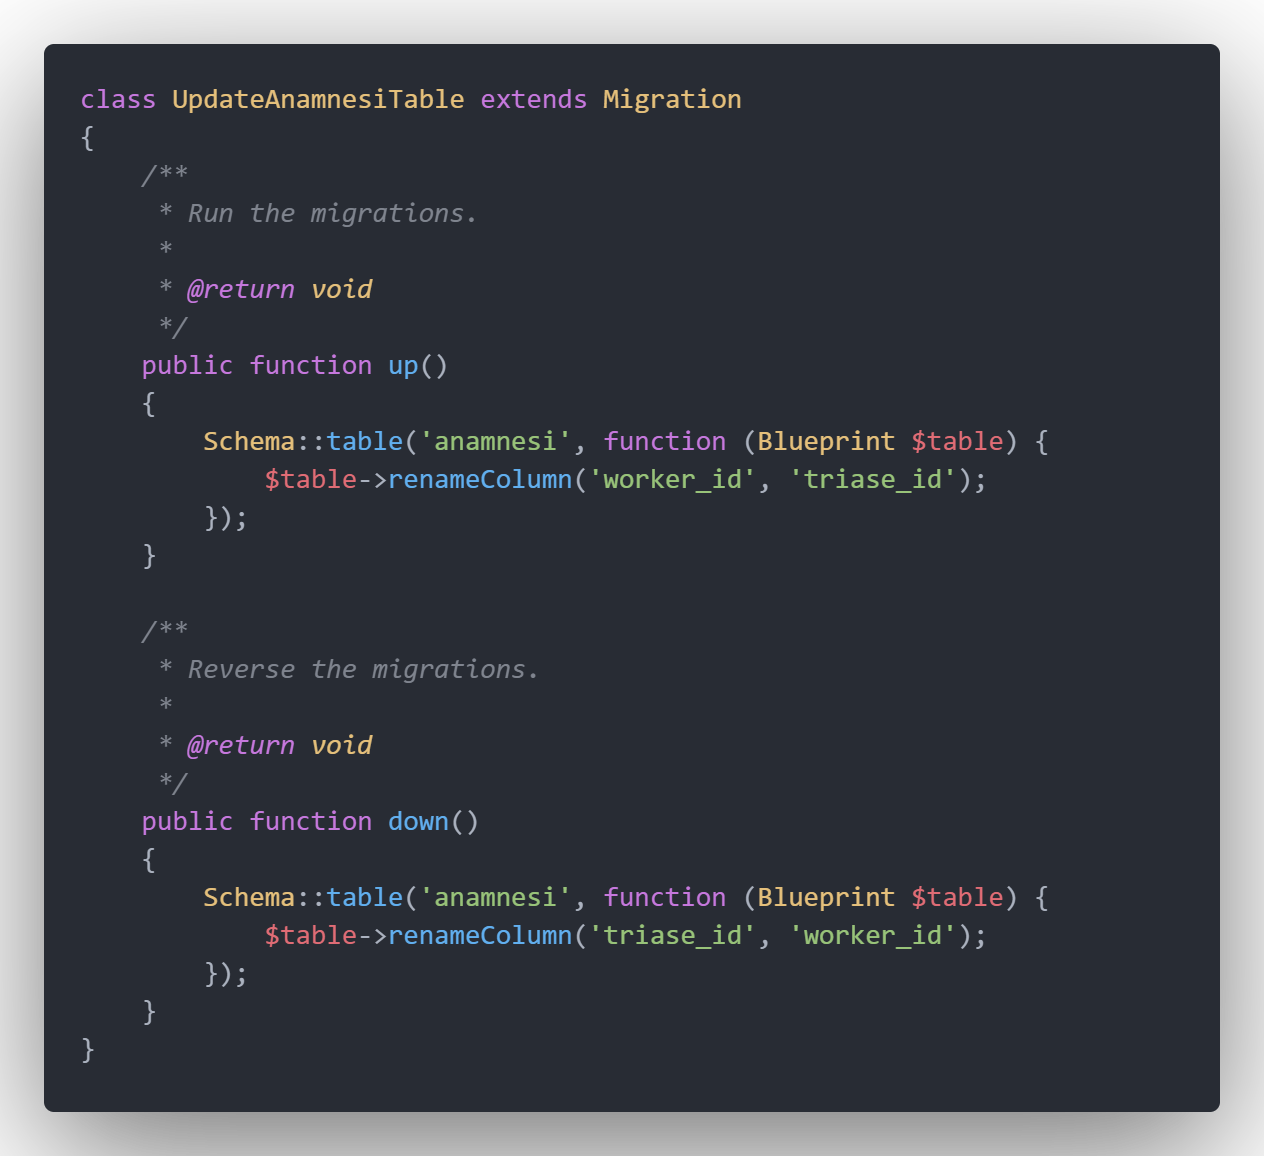 class UpdateAnamnesiTable extends Migration
{
    /**
     * Run the migrations.
     *
     * @return void
     */
    public function up()
    {
        Schema::table('anamnesi', function (Blueprint $table) {
            $table->renameColumn('worker_id', 'triase_id');
        });
    }

    /**
     * Reverse the migrations.
     *
     * @return void
     */
    public function down()
    {
        Schema::table('anamnesi', function (Blueprint $table) {
            $table->renameColumn('triase_id', 'worker_id');
        });
    }
}